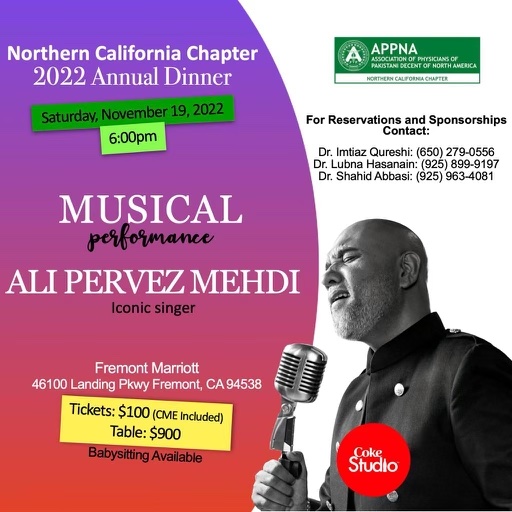 Northern California Chapter
2022 Annual Dinner
Saturday, November 19, 2022
6:00pm
MUSICAL
performance
ALI PERVEZ MEHDI
Iconic singer
Fremont Marriott
46100 Landing Pkwy Fremont, CA 94538
Tickets: $100 (CME Included)
Table: $900
Babysitting Available
APPNA
ASSOCIATION OF PHYSICIANS OF
PAKISTANI DECENT OF NORTH AMERICA
NORTHERN CALIFORNIA CHAPTER
For Reservations and Sponsorships
Contact:
Dr. Imtiaz Qureshi: (650) 279-0556
Dr. Lubna Hasanain: (925) 899-9197
Dr. Shahid Abbasi: (925) 963-4081
Coke
Studio